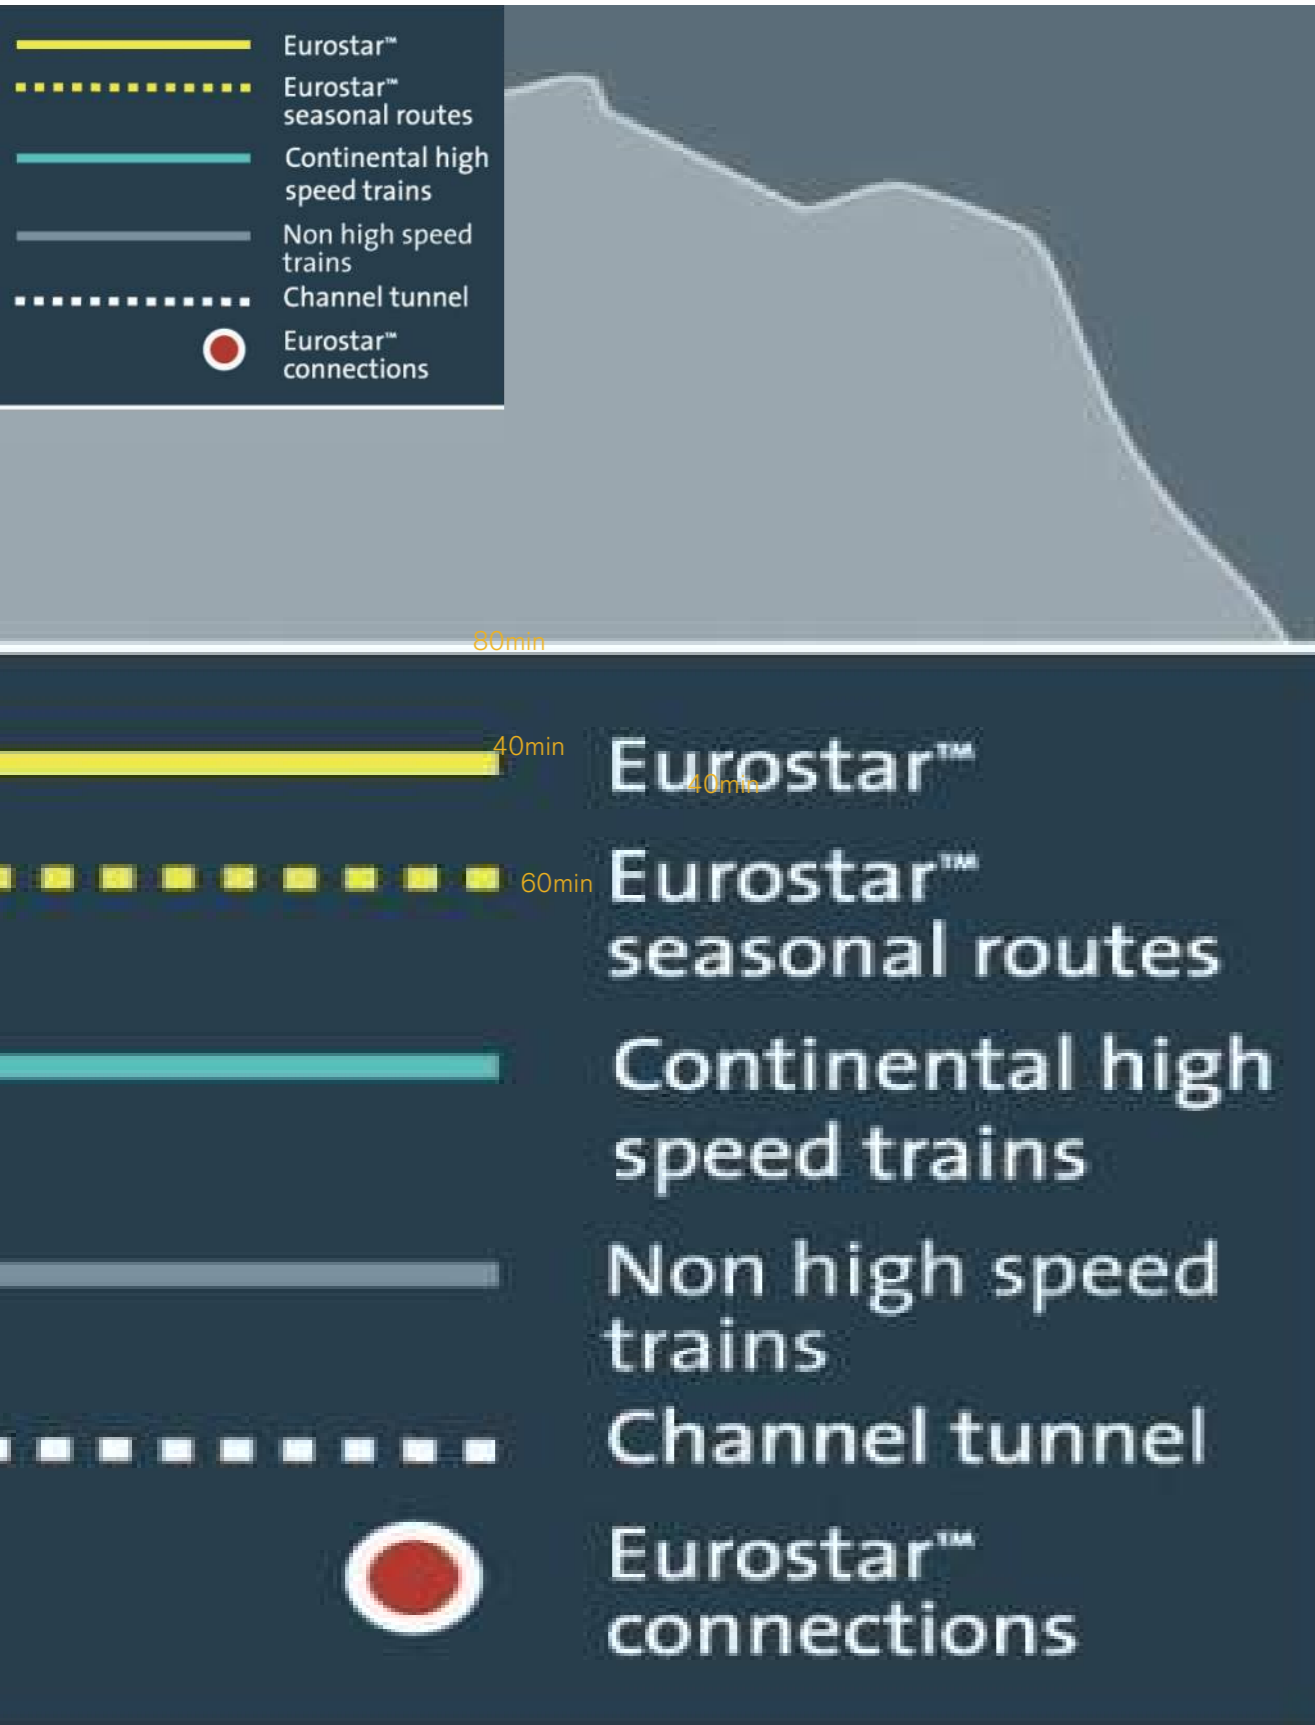 Eurostar™
Eurostar™
seasonal routes
Continental high
speed trains
Non high speed
trains
Channel tunnel
Eurostar™
connections
80min
40min
Eurostar™
40min
60min
Eurostar™
seasonal routes
Continental high
speed trains
Non high speed
trains
Channel tunnel
Eurostar™
connections